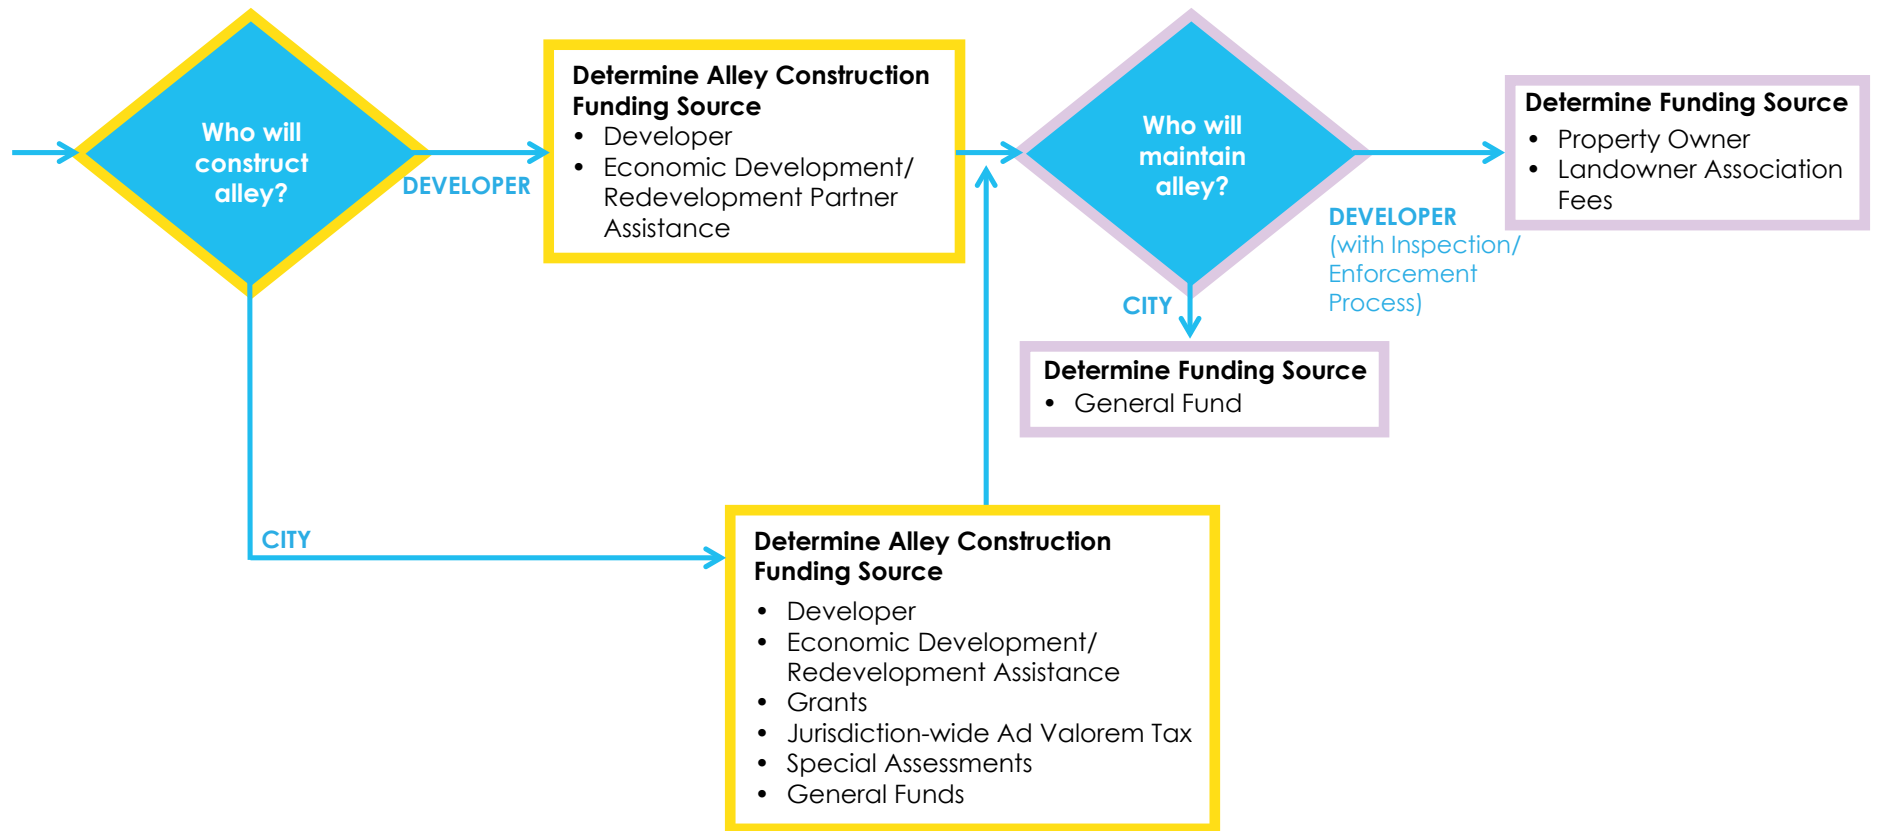 Who will
construct
alley?
DEVELOPER
CITY
Determine Alley Construction
Funding Source
• Developer
• Economic Development/
Redevelopment Partner
Assistance
Who will
maintain
alley?
DEVELOPER
(with Inspection/
Enforcement
Process)
CITY
Determine Funding Source
• Property Owner
• Landowner Association
Fees
Determine Funding Source
• General Fund
Determine Alley Construction
Funding Source
• Developer
• Economic Development/
Redevelopment Assistance
• Grants
• Jurisdiction-wide Ad Valorem Tax
• Special Assessments
• General Funds